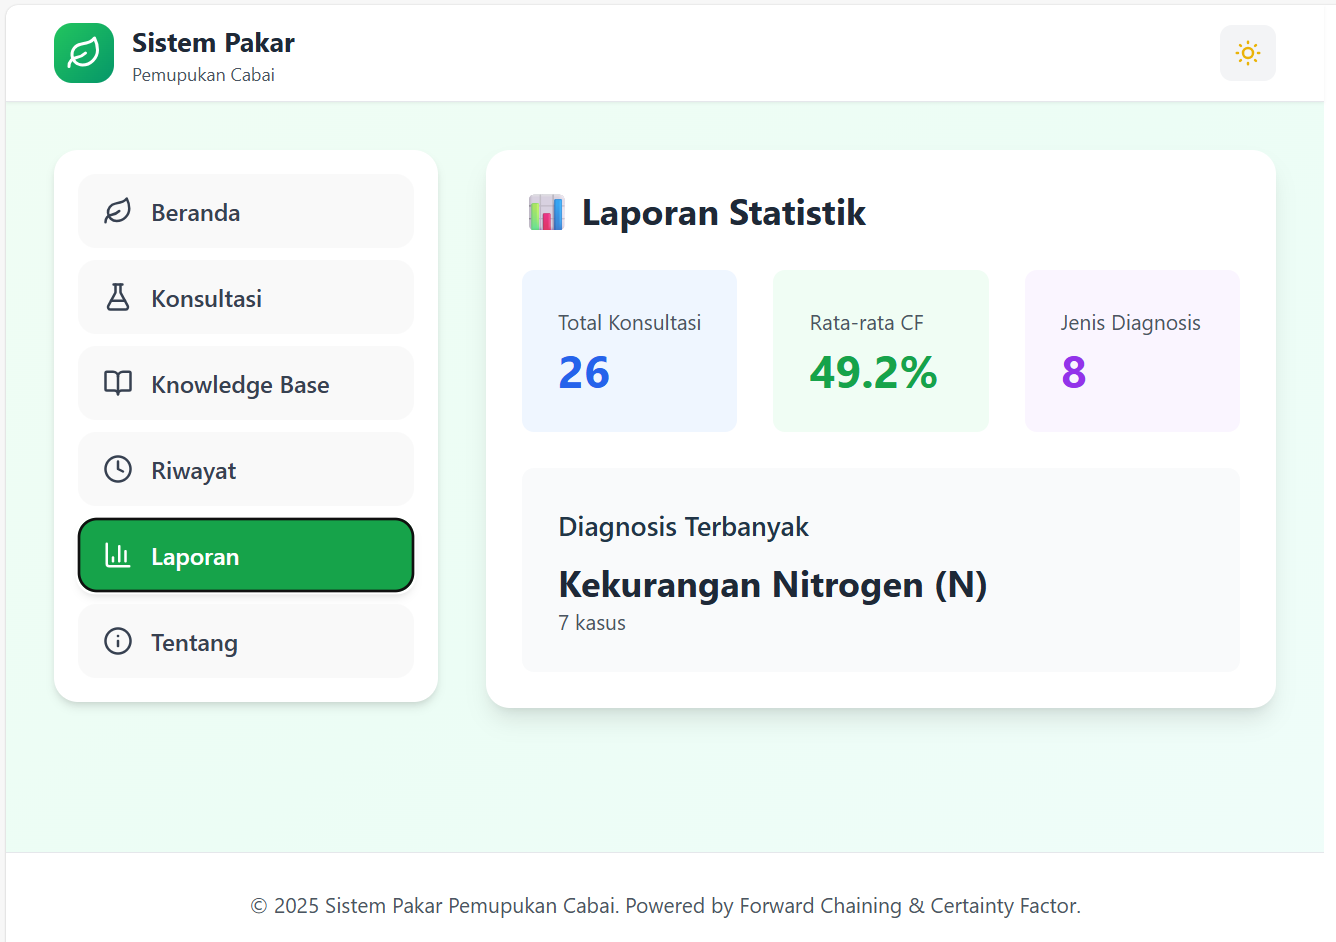 Sistem Pakar
Pemupukan Cabai
Beranda
Konsultasi
Knowledge Base
Riwayat
Laporan
Tentang
Laporan Statistik
Total Konsultasi
26
Rata-rata CF
49.2%
Jenis Diagnosis
8
Diagnosis Terbanyak
Kekurangan Nitrogen (N)
7 kasus
© 2025 Sistem Pakar Pemupukan Cabai. Powered by Forward Chaining & Certainty Factor.